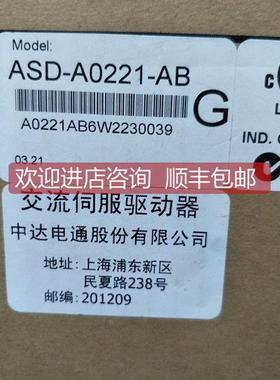 Model:
ASD-A0221-AB
G
A0221AB6W2230039
03.21
C
L
IND. C
欢迎进店咨询 顺丰包邮
交流伺服驱动器
中达电通股份有限公司
地址:上海浦东新区
民夏路238号
邮编:201209